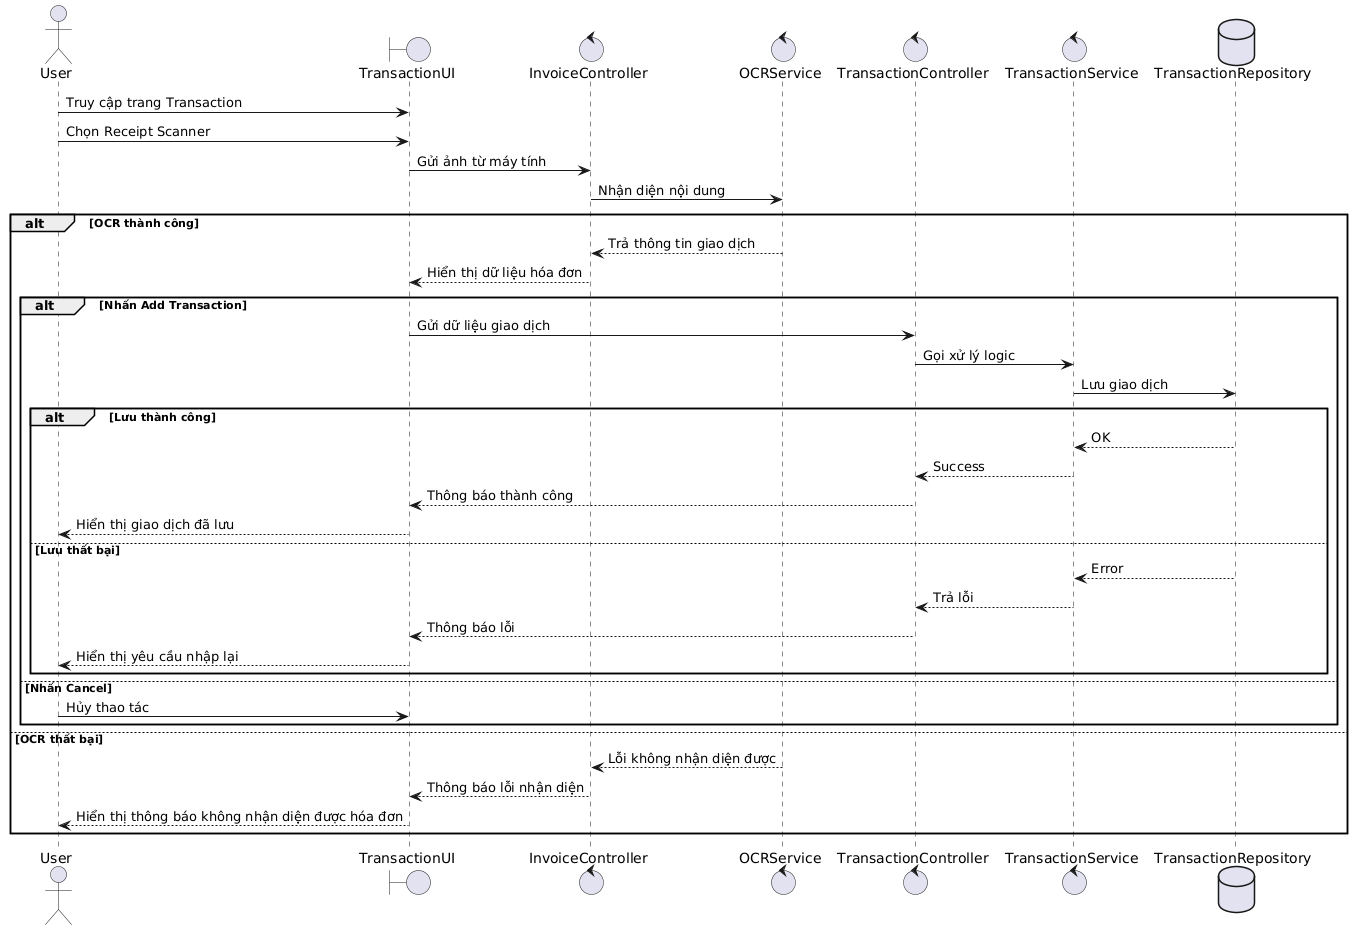 User
TransactionUI
InvoiceController
OCRService
TransactionController
TransactionService
TransactionRepository
Truy cập trang Transaction
Chọn Receipt Scanner
Gửi ảnh từ máy tính
Nhận diện nội dung
alt [OCR thành công]
Trả thông tin giao dịch
Hiển thị dữ liệu hóa đơn
alt [Nhấn Add Transaction]
Gửi dữ liệu giao dịch
Gọi xử lý logic
Lưu giao dịch
alt [Lưu thành công]
OK
Success
Thông báo thành công
Hiển thị giao dịch đã lưu
[Lưu thất bại]
Error
Trả lỗi
Thông báo lỗi
Hiển thị yêu cầu nhập lại
[Nhấn Cancel]
Hủy thao tác
[OCR thất bại]
Lỗi không nhận diện được
Thông báo lỗi nhận diện
Hiển thị thông báo không nhận diện được hóa đơn
User
TransactionUI
InvoiceController
OCRService
TransactionController
TransactionService
TransactionRepository